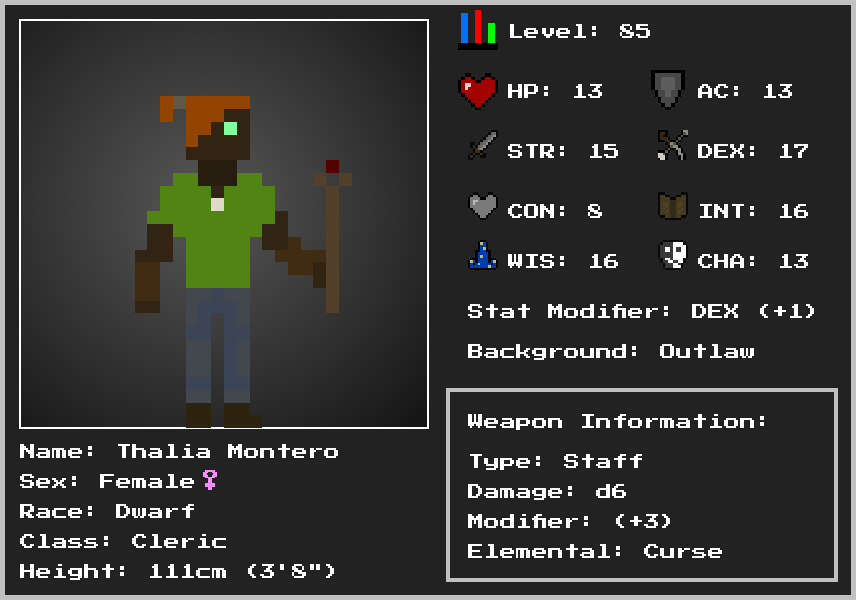 Level: 85
HP: 13
AC: 13
STR: 15
DEX: 17
CON: 8
INT: 16
WIS: 16
CHA: 13
Stat Modifier: DEX (+1)
Background: Outlaw
Weapon Information:
Type: Staff
Damage: d6
Modifier: (+3)
Elemental: Curse
Name: Thalia Montero
Sex: Female♀
Race: Dwarf
Class: Cleric
Height: 111cm (3'8")